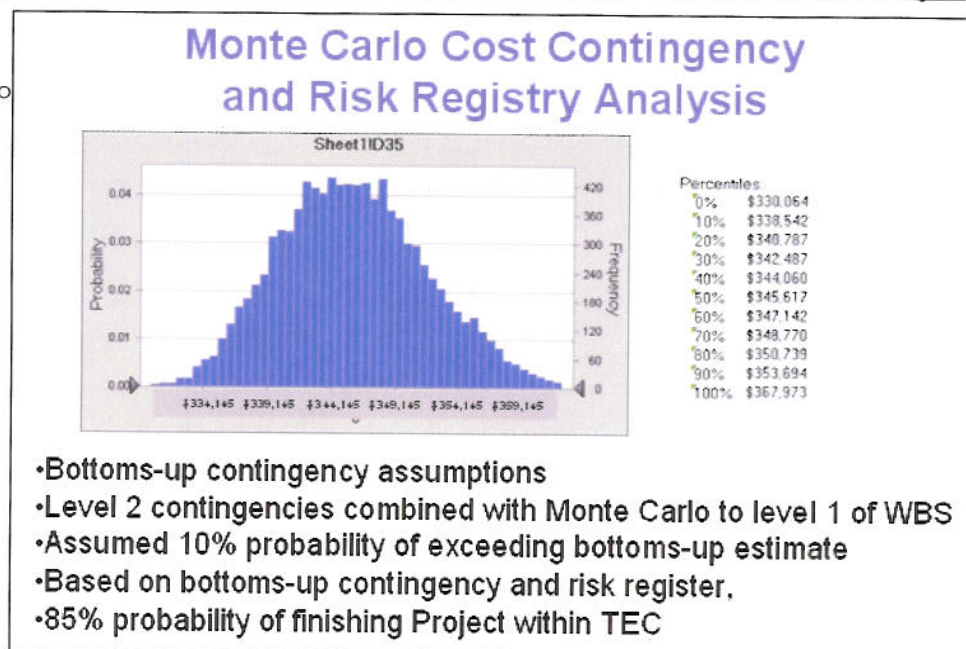 Monte Carlo Cost Contingency
and Risk Registry Analysis
Sheet1!D35
0.04
0.03
0.02
0.01
0.00
Probability
420
360
300
240
180
120
60
0
Frequency
$334,145 $339,145 $344,145 $349,145 $354,145 $359,145
Percentiles
0% $330,064
10% $338,542
20% $340,787
30% $342,487
40% $344,060
50% $345,617
60% $347,142
70% $348,770
80% $350,739
90% $353,694
100% $367,973
•Bottoms-up contingency assumptions
•Level 2 contingencies combined with Monte Carlo to level 1 of WBS
•Assumed 10% probability of exceeding bottoms-up estimate
•Based on bottoms-up contingency and risk register.
•85% probability of finishing Project within TEC